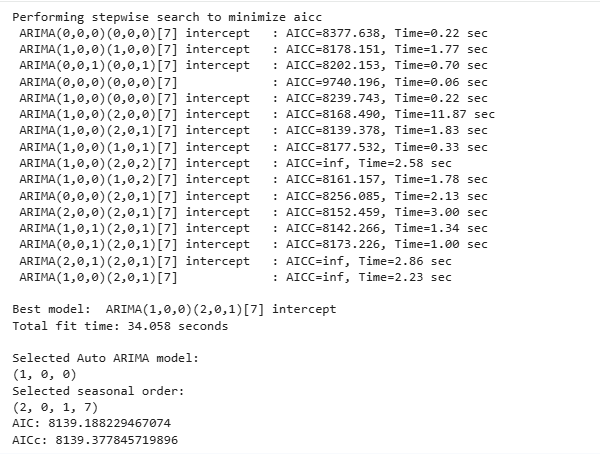 Performing stepwise search to minimize aicc
 ARIMA(0,0,0)(0,0,0)[7] intercept   : AICC=8377.638, Time=0.22 sec
 ARIMA(1,0,0)(1,0,0)[7] intercept   : AICC=8178.151, Time=1.77 sec
 ARIMA(0,0,1)(0,0,1)[7] intercept   : AICC=8202.153, Time=0.70 sec
 ARIMA(0,0,0)(0,0,0)[7]             : AICC=9740.196, Time=0.06 sec
 ARIMA(1,0,0)(0,0,0)[7] intercept   : AICC=8239.743, Time=0.22 sec
 ARIMA(1,0,0)(2,0,0)[7] intercept   : AICC=8168.490, Time=11.87 sec
 ARIMA(1,0,0)(2,0,1)[7] intercept   : AICC=8139.378, Time=1.83 sec
 ARIMA(1,0,0)(1,0,1)[7] intercept   : AICC=8177.532, Time=0.33 sec
 ARIMA(1,0,0)(2,0,2)[7] intercept   : AICC=inf, Time=2.58 sec
 ARIMA(1,0,0)(1,0,2)[7] intercept   : AICC=8161.157, Time=1.78 sec
 ARIMA(0,0,0)(2,0,1)[7] intercept   : AICC=8256.085, Time=2.13 sec
 ARIMA(2,0,0)(2,0,1)[7] intercept   : AICC=8152.459, Time=3.00 sec
 ARIMA(1,0,1)(2,0,1)[7] intercept   : AICC=8142.266, Time=1.34 sec
 ARIMA(0,0,1)(2,0,1)[7] intercept   : AICC=8173.226, Time=1.00 sec
 ARIMA(2,0,1)(2,0,1)[7] intercept   : AICC=inf, Time=2.86 sec
 ARIMA(1,0,0)(2,0,1)[7]             : AICC=inf, Time=2.23 sec

Best model:  ARIMA(1,0,0)(2,0,1)[7] intercept
Total fit time: 34.058 seconds

Selected Auto ARIMA model:
(1, 0, 0)
Selected seasonal order:
(2, 0, 1, 7)
AIC: 8139.188229467074
AICc: 8139.377845719896